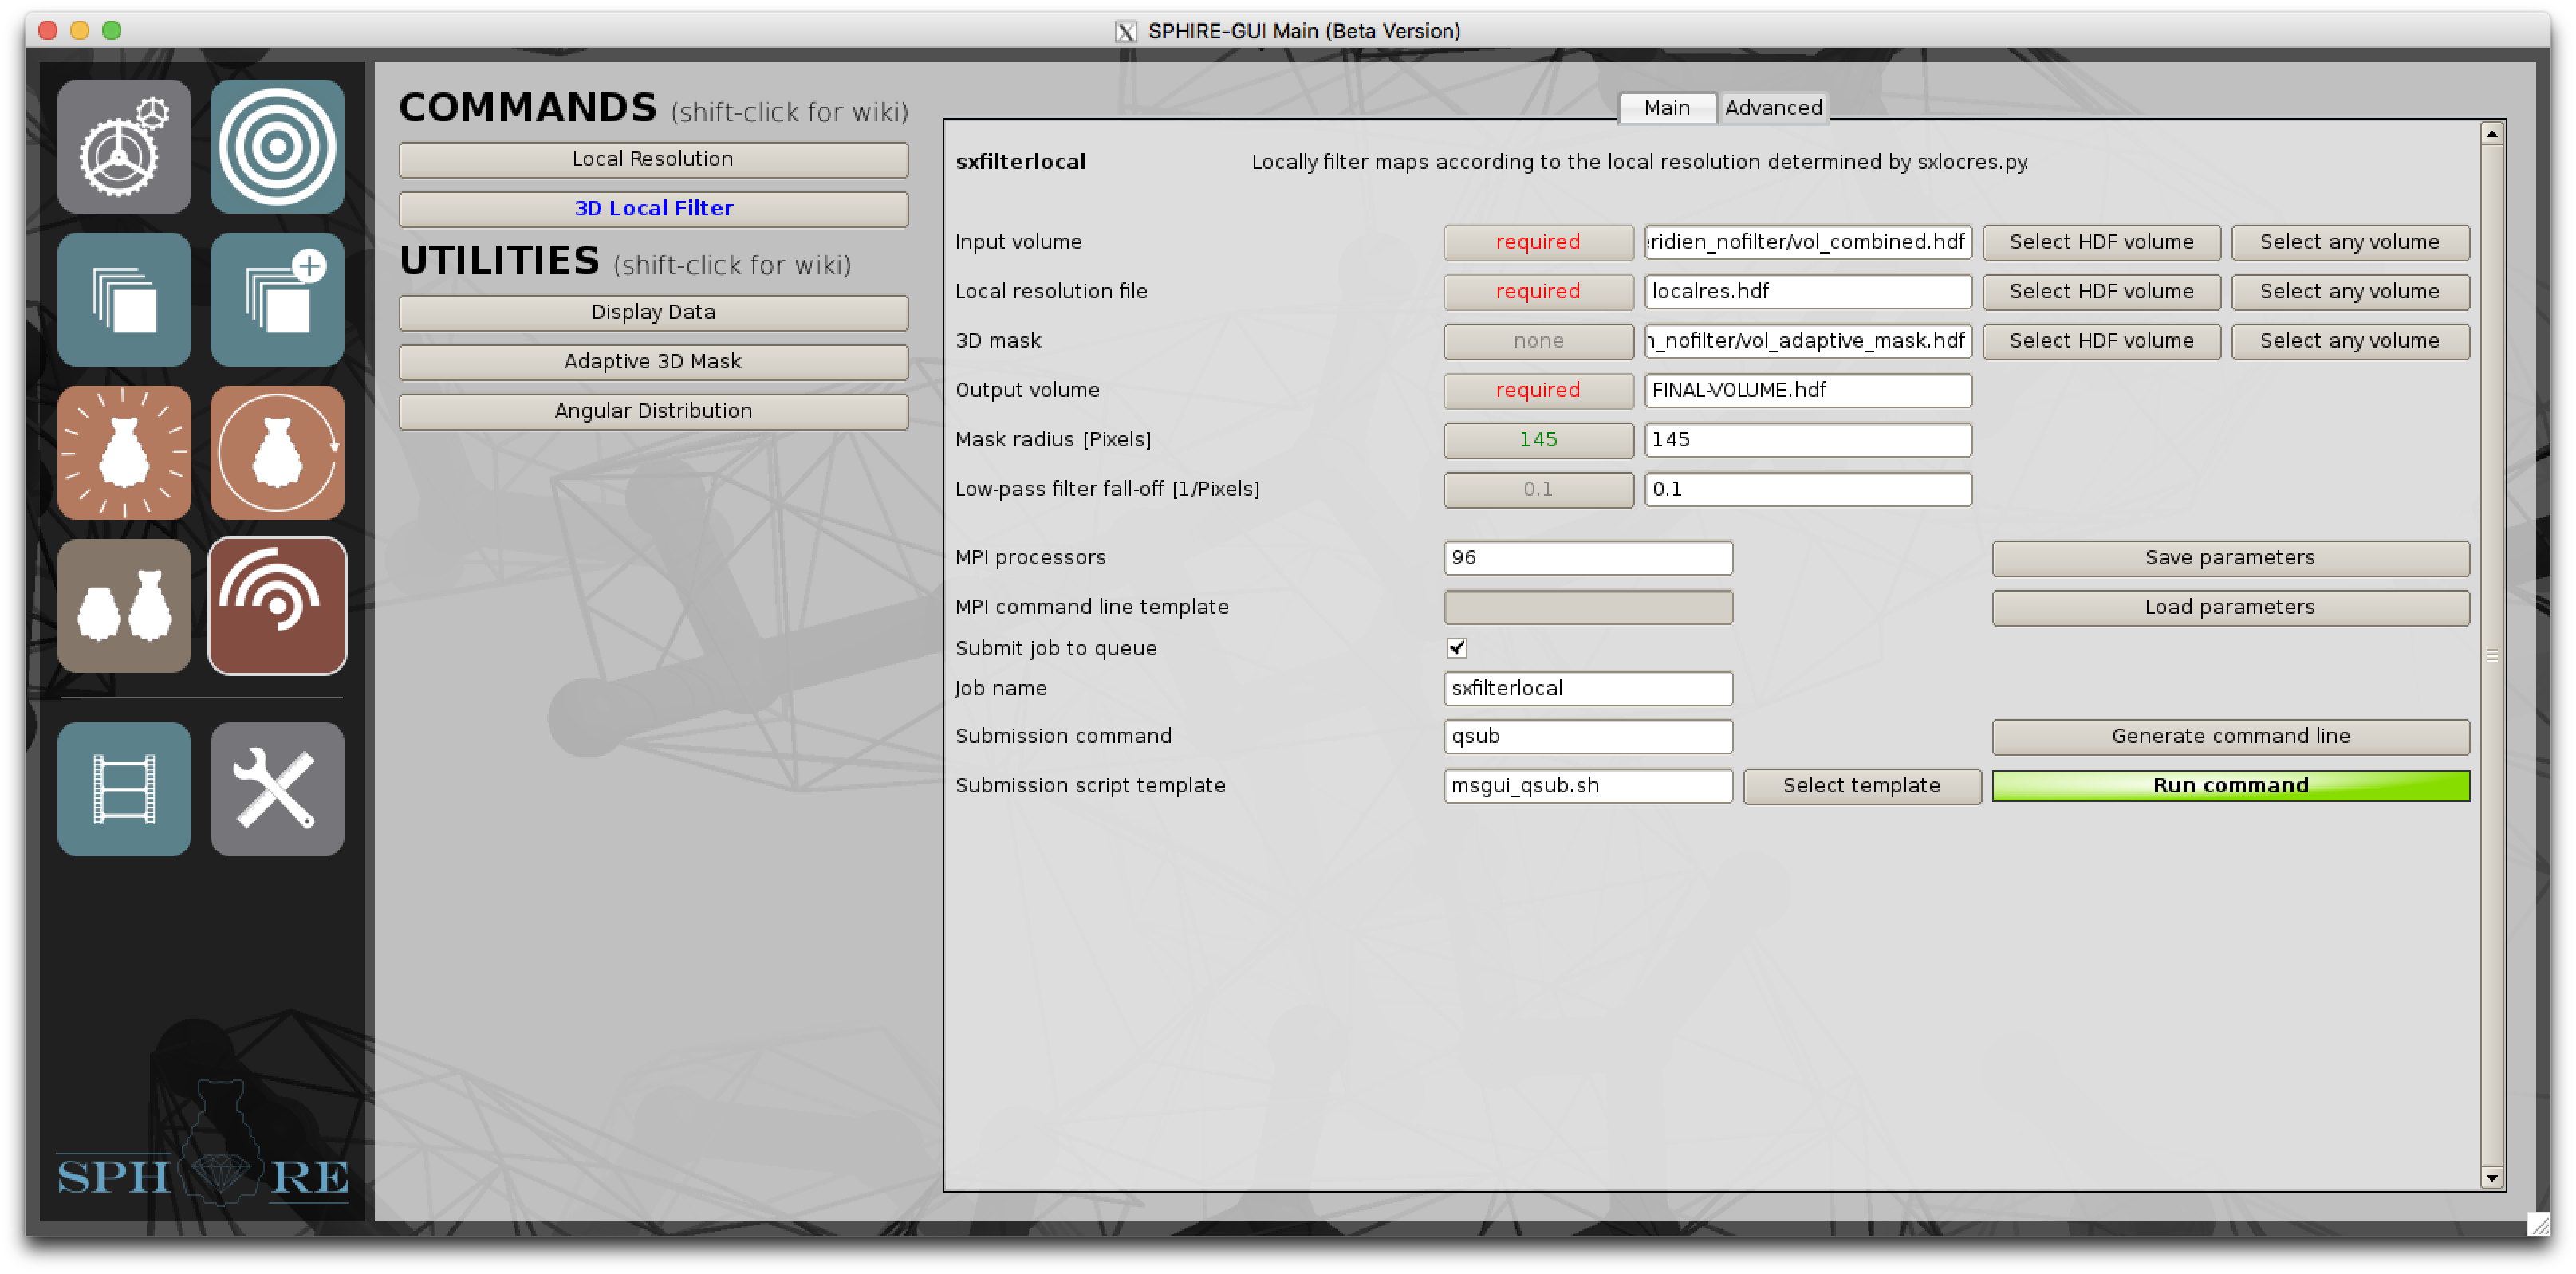 SPHIRE-GUI Main (Beta Version)
COMMANDS (shift-click for wiki)
Local Resolution
3D Local Filter
UTILITIES (shift-click for wiki)
Display Data
Adaptive 3D Mask
Angular Distribution
SPH RE
Main Advanced
sxfilterlocal Locally filter maps according to the local resolution determined by sxlocres.py.
Input volume required ridien_nofilter/vol_combined.hdf Select HDF volume Select any volume
Local resolution file required localres.hdf Select HDF volume Select any volume
3D mask none n_nofilter/vol_adaptive_mask.hdf Select HDF volume Select any volume
Output volume required FINAL-VOLUME.hdf
Mask radius [Pixels] 145 145
Low-pass filter fall-off [1/Pixels] 0.1 0.1
MPI processors 96 Save parameters
MPI command line template Load parameters
Submit job to queue
Job name sxfilterlocal
Submission command qsub Generate command line
Submission script template msgui_qsub.sh Select template Run command